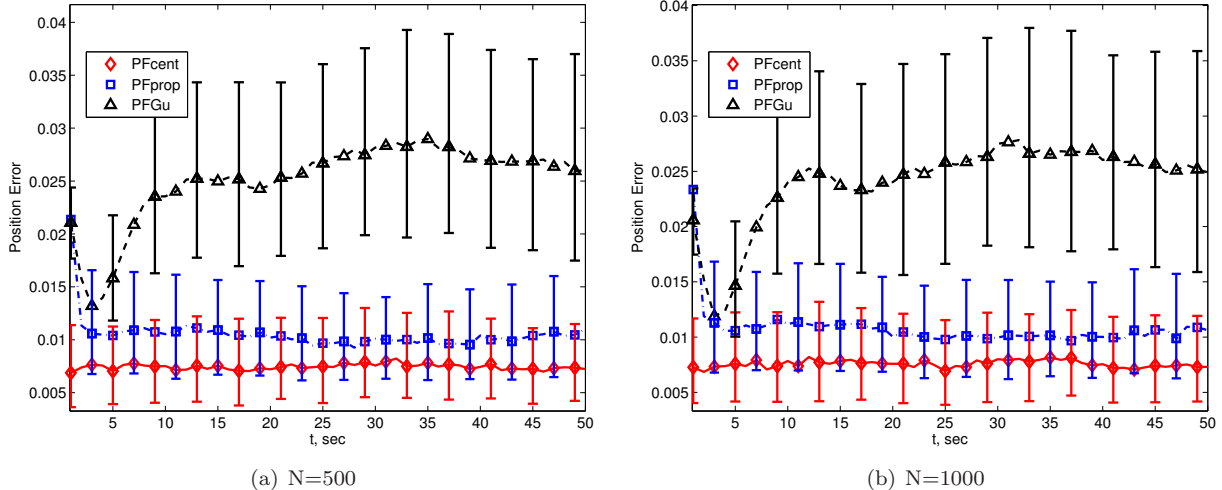 0.04
0.035
0.03
0.025
0.02
0.015
0.01
0.005
Position Error
PFcent
PFprop
PFGu
5 10 15 20 25 30 35 40 45 50
t, sec
(a) N=500
0.04
0.035
0.03
0.025
0.02
0.015
0.01
0.005
Position Error
PFcent
PFprop
PFGu
5 10 15 20 25 30 35 40 45 50
t, sec
(b) N=1000